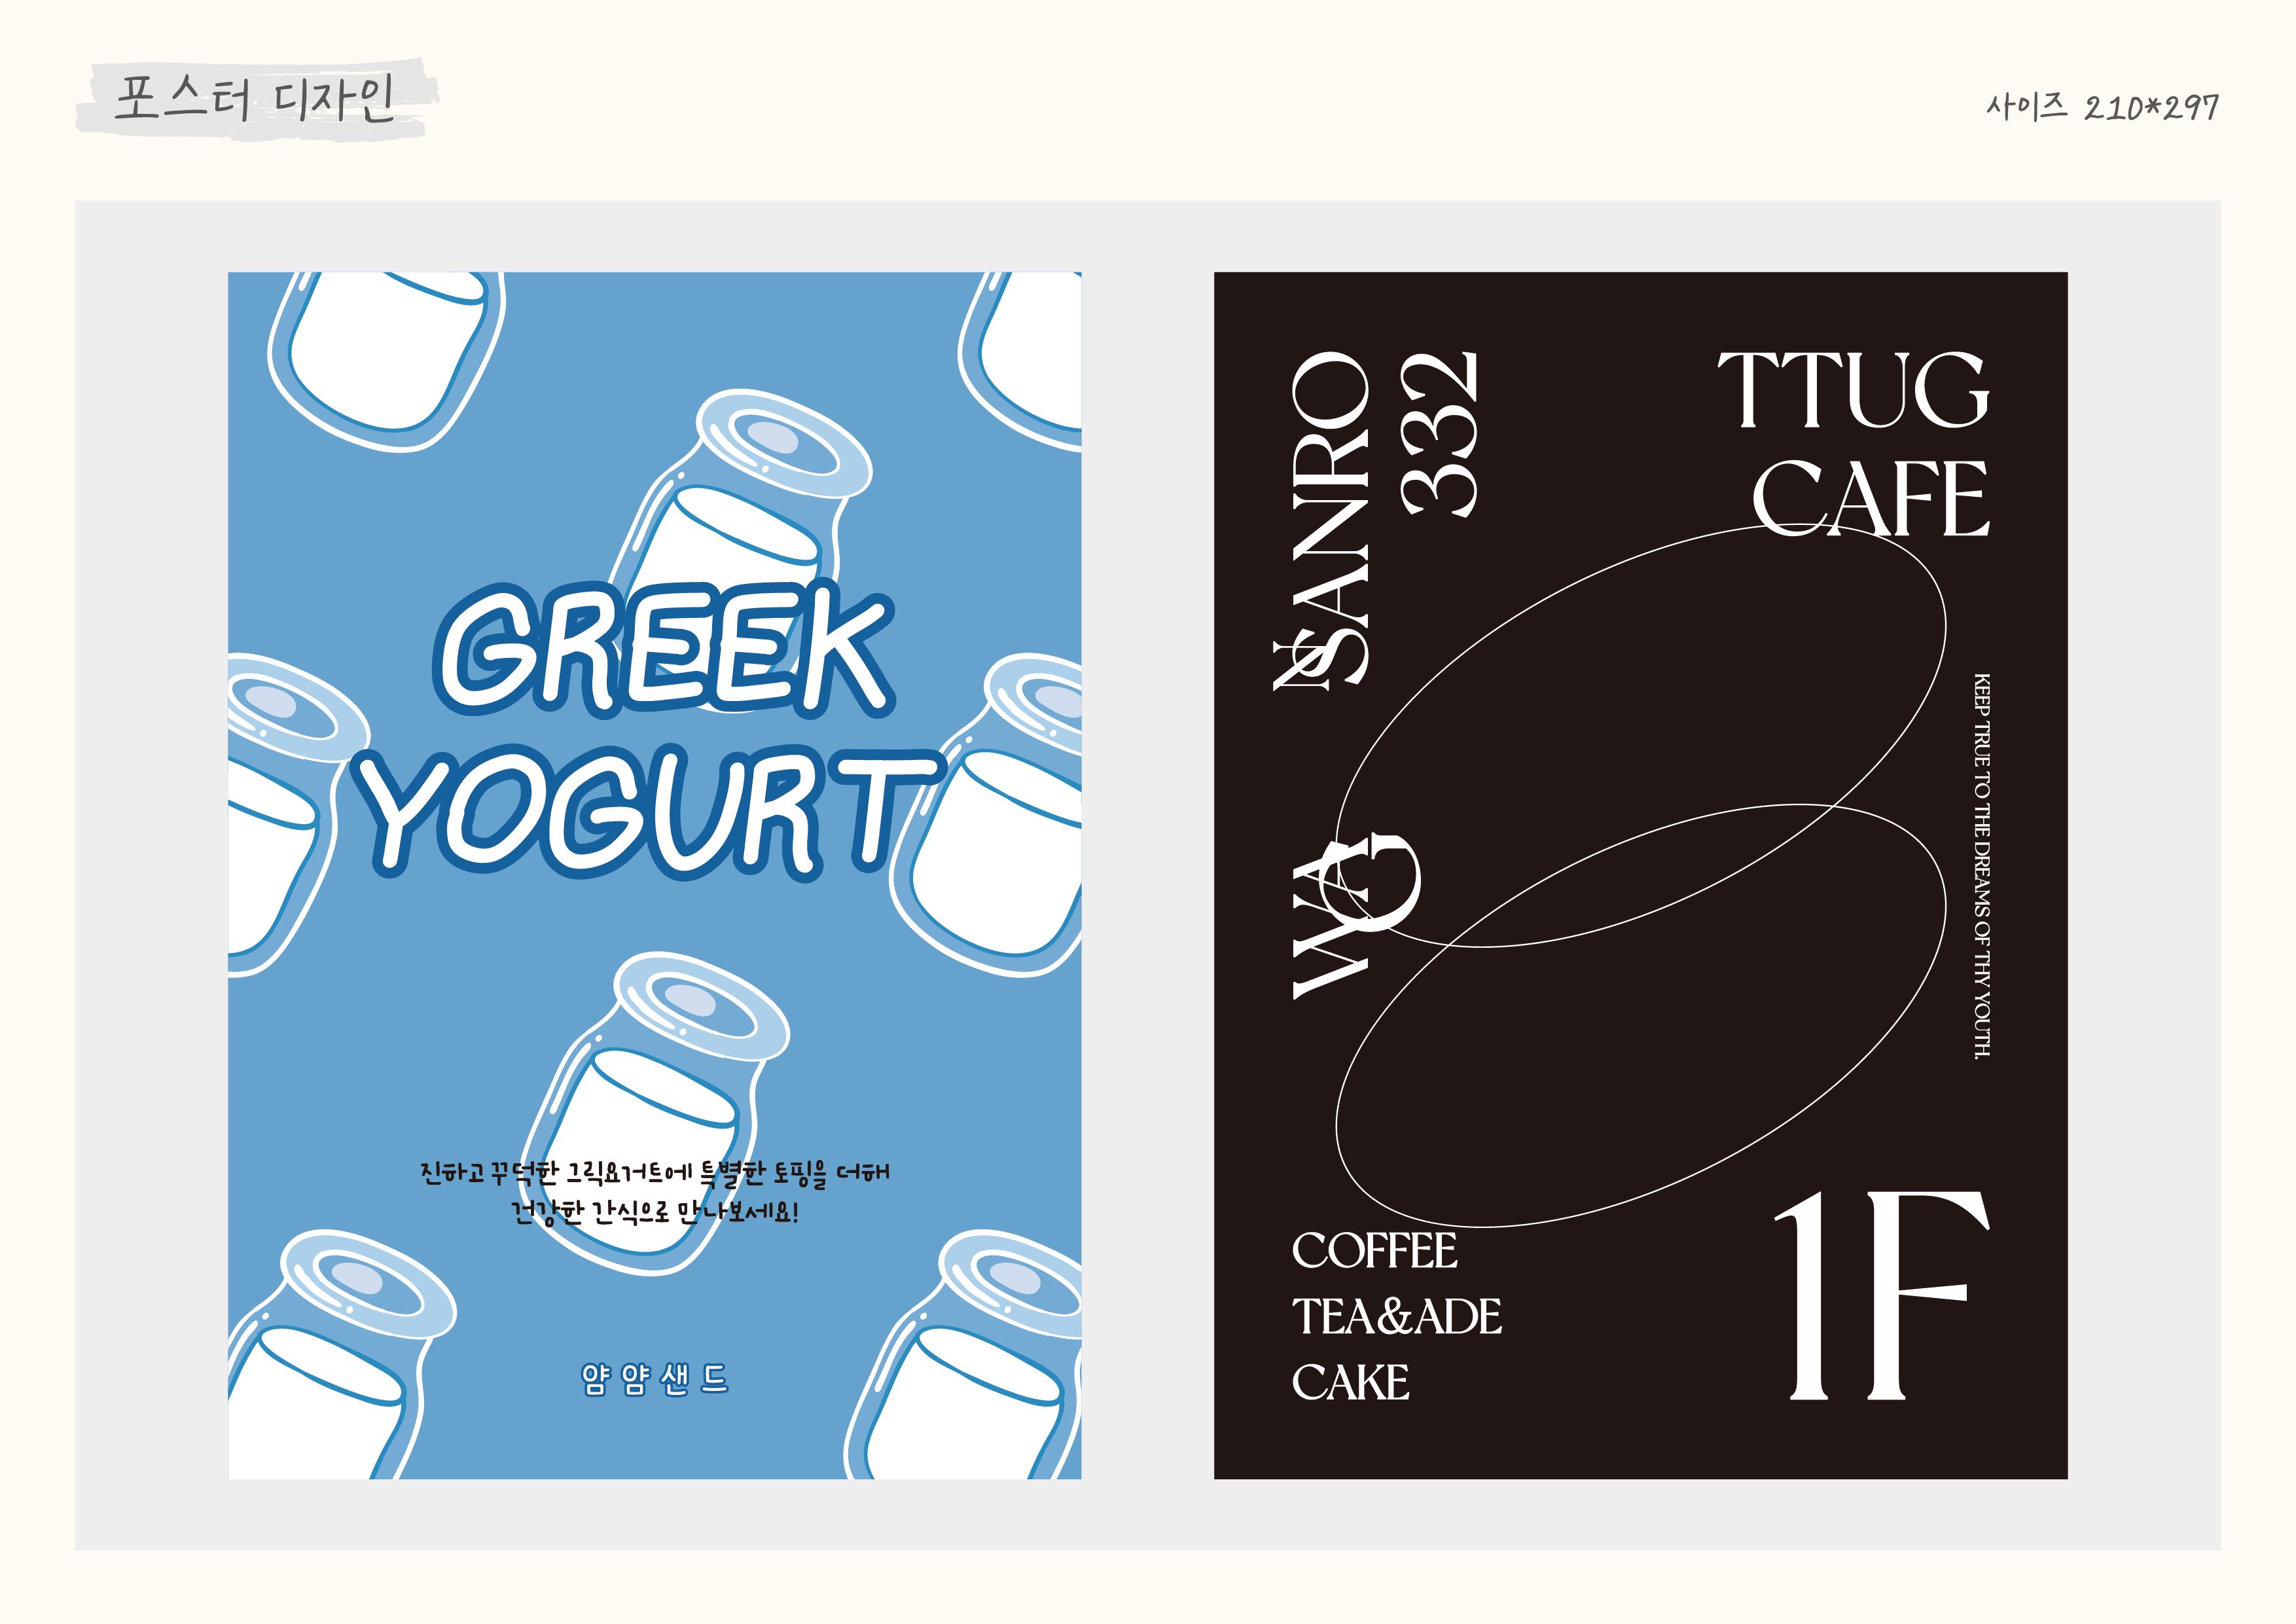 포스터 디자인
사이즈 210*297
GREEK
YOGURT
진하고 꾸덕한 그릭요거트에 특별한 토핑을 더해
건강한 간식으로 만나보세요!
얌얌샌드
WA
G
N
SANRO
332
TTUG
CAFE
KEEP TRUE TO THE DREAMS OF THY YOUTH.
COFFEE
TEA&ADE
CAKE
1F